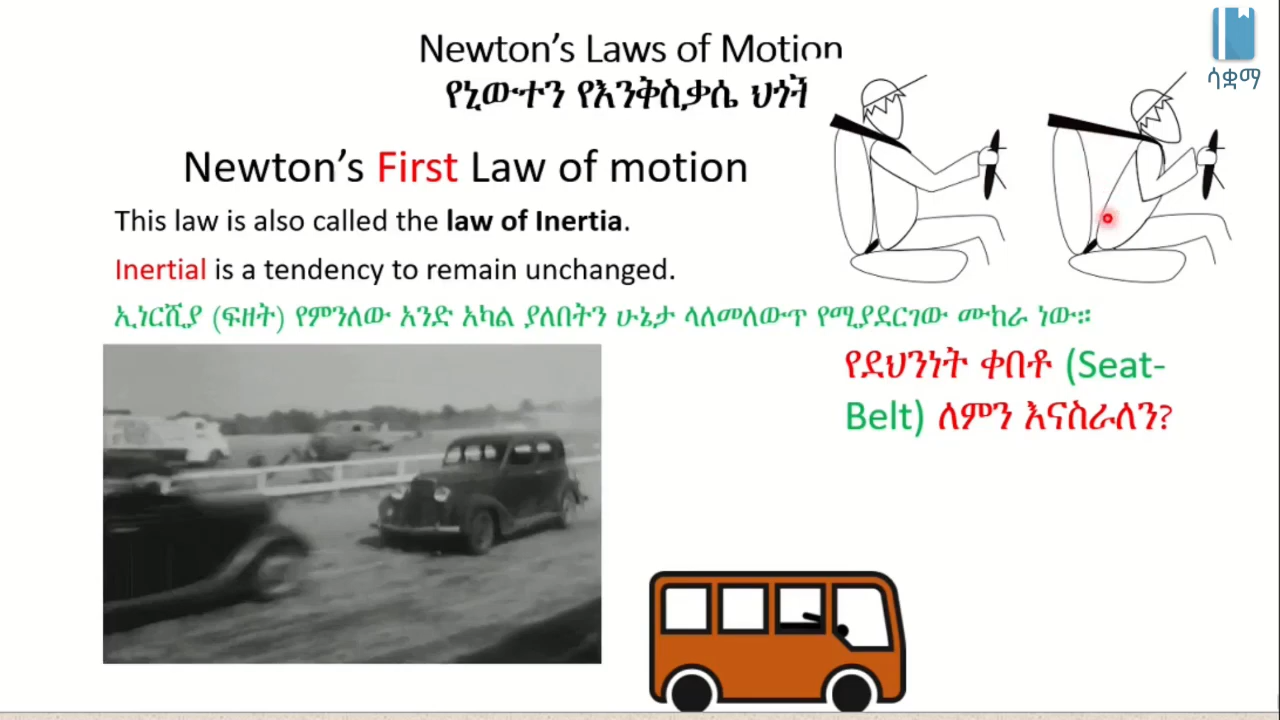 Newton’s Laws of Motion
የኒውተን የእንቅስቃሴ ህጎች
ሳቋማ
Newton’s First Law of motion
This law is also called the law of Inertia.
Inertial is a tendency to remain unchanged.
ኢነርሺያ (ፍዘት) የምንለው አንድ አካል ያለበትን ሁኔታ ላለመለውጥ የሚያደርገው ሙከራ ነው።
የደህንነት ቀበቶ (Seat-
Belt) ለምን እናስራለን?